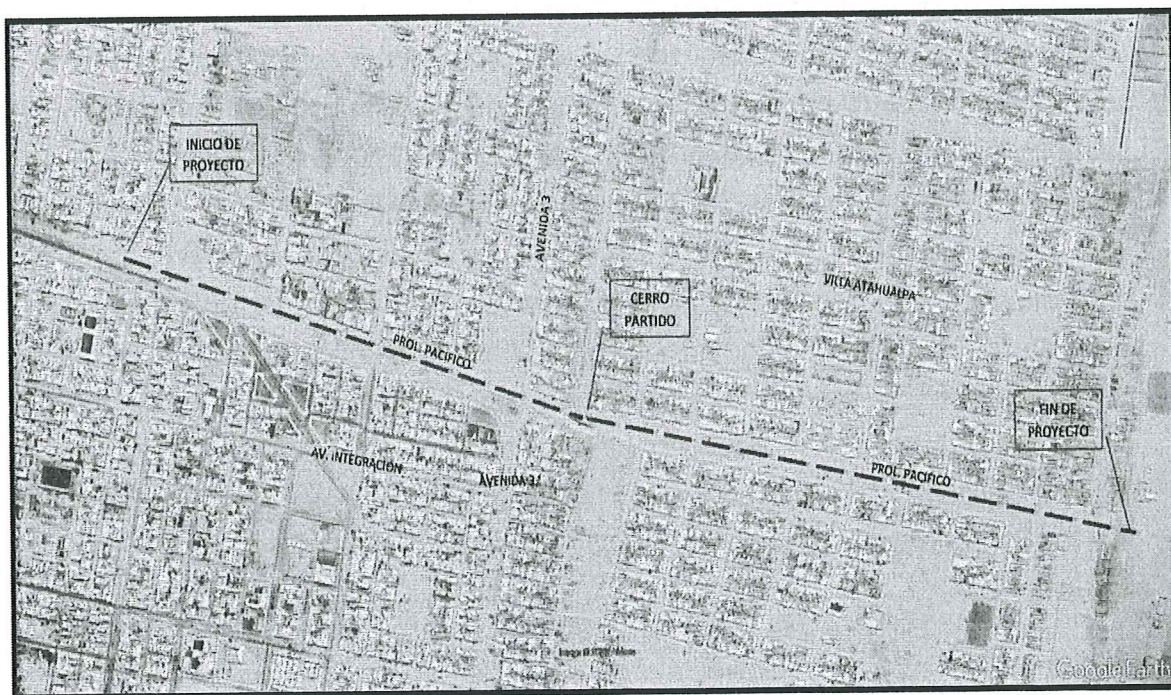 INICIO DE
PROYECTO
AVENIDA 3
CERRO
PARTIDO
VILLA ATAHUALPA
PROL. PACIFICO
FIN DE
PROYECTO
AV. INTEGRACIÓN
AVENIDA 3
PROL. PACIFICO
Google Earth